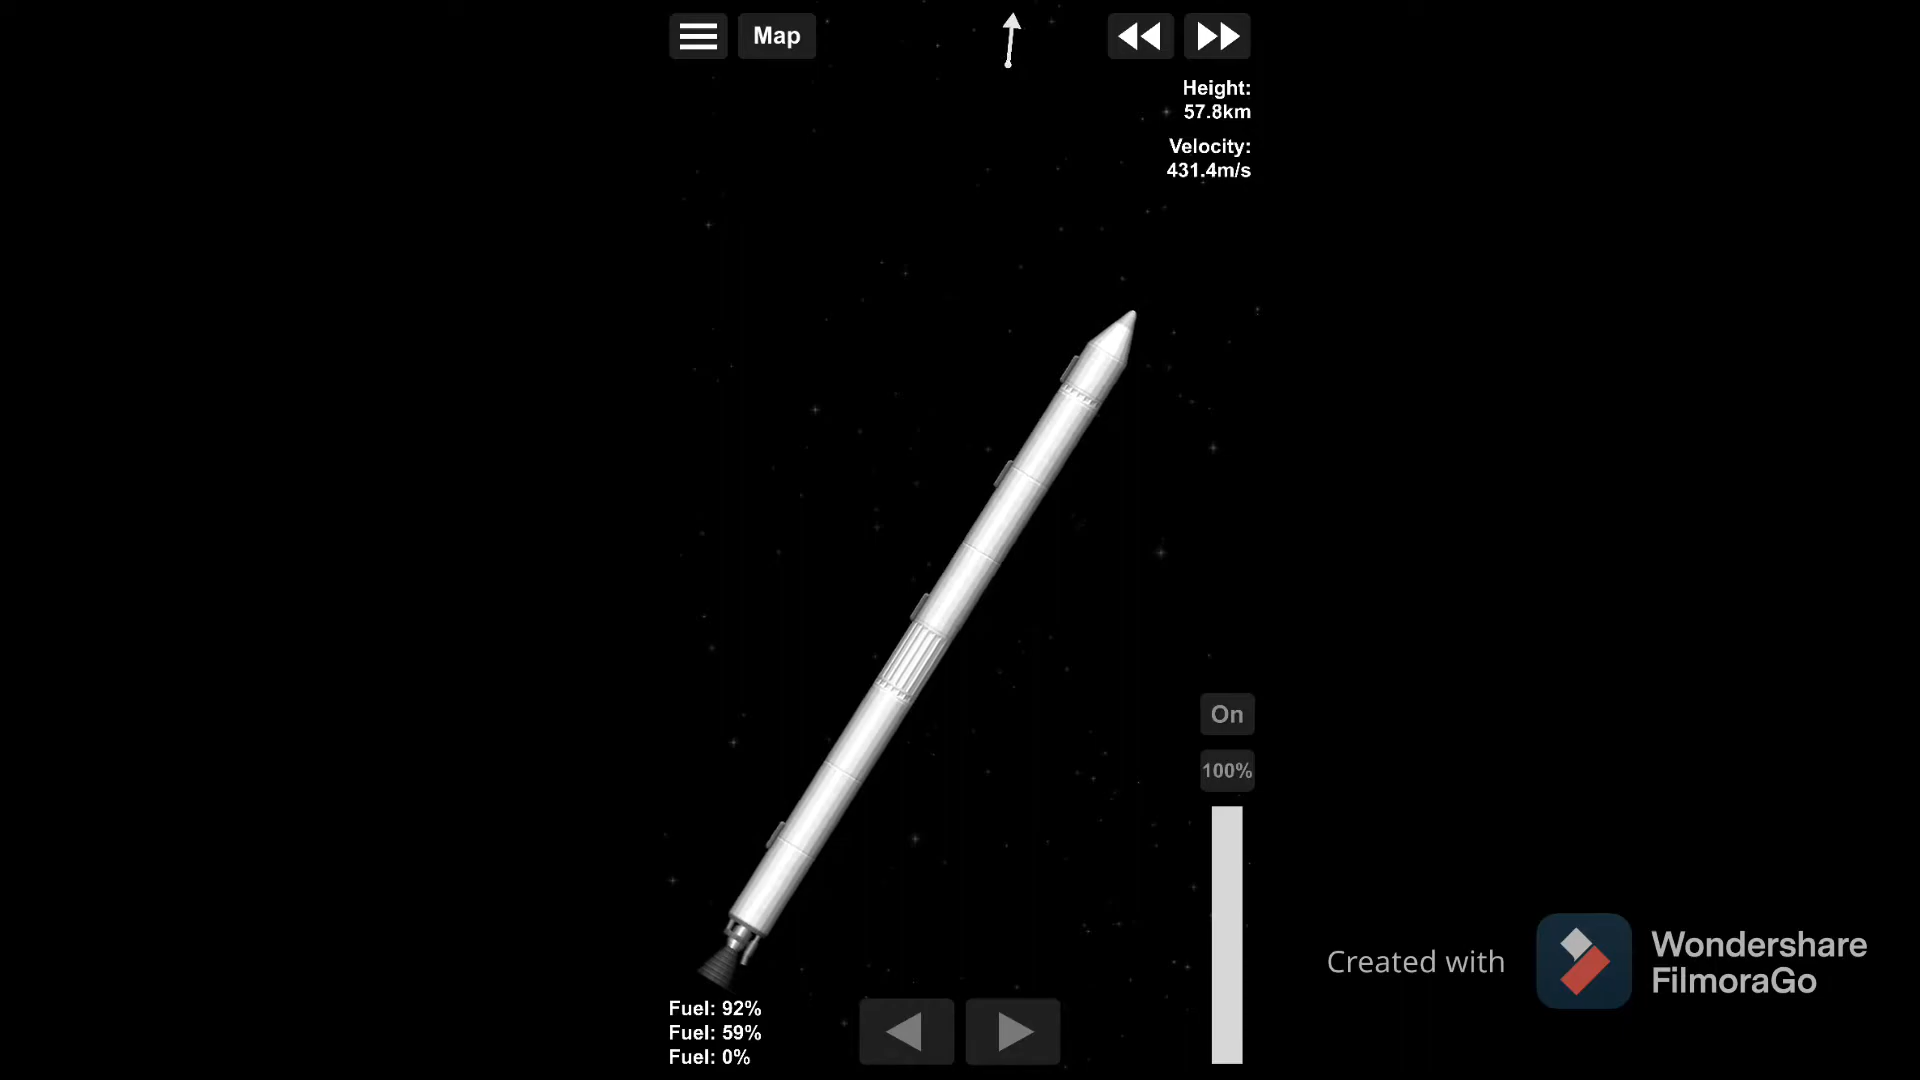 Map
Height:
57.8km
Velocity:
431.4m/s
On
100%
Created with
Wondershare
FilmoraGo
Fuel: 92%
Fuel: 59%
Fuel: 0%